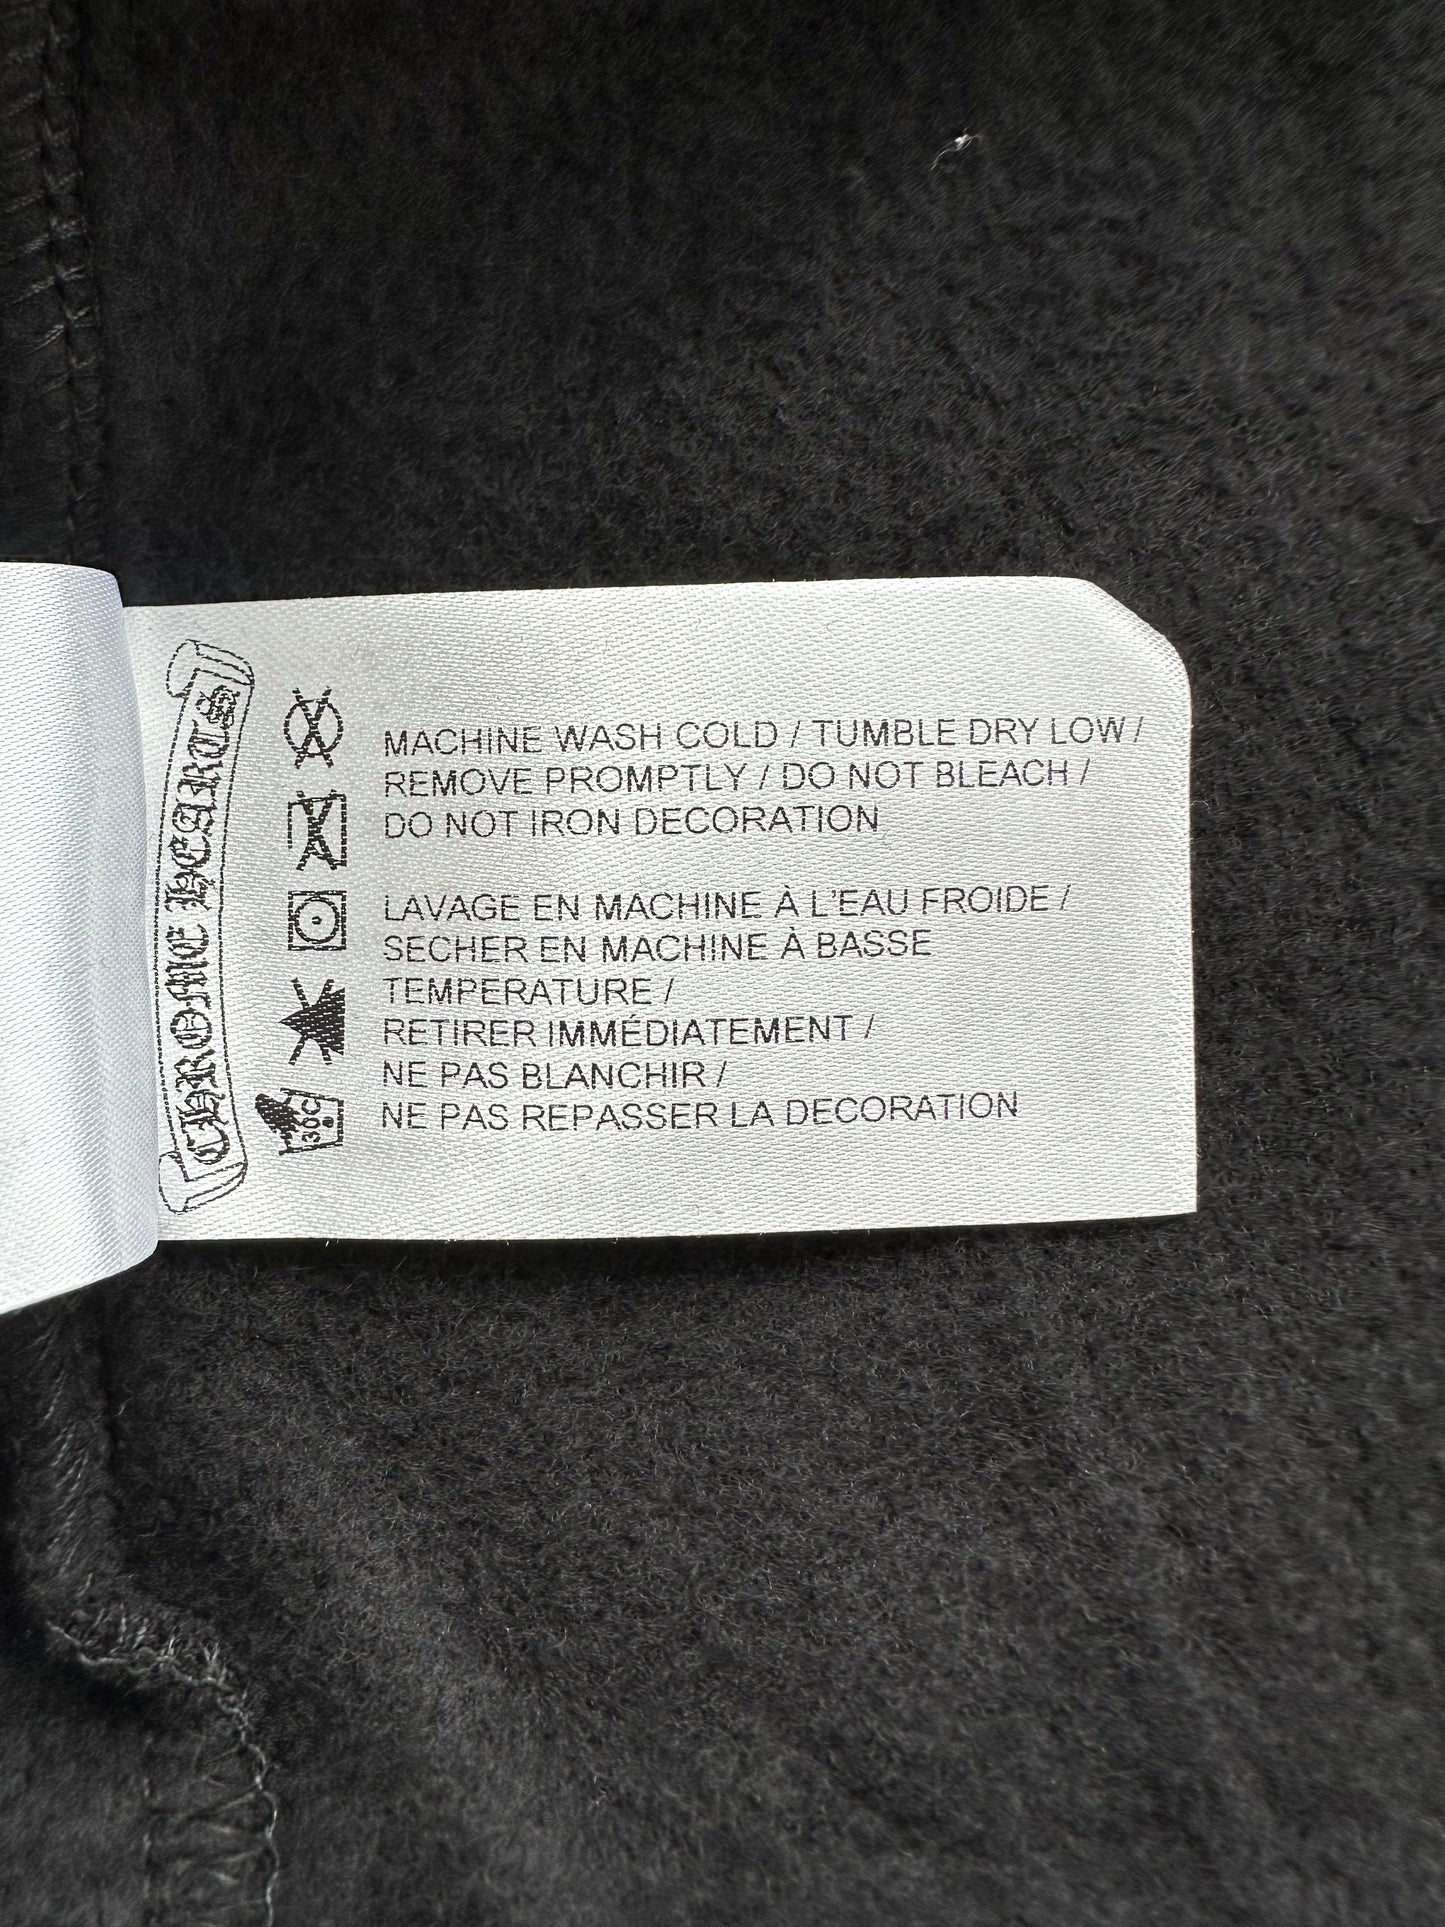 CHROME HEARTS
MACHINE WASH COLD / TUMBLE DRY LOW /
REMOVE PROMPTLY / DO NOT BLEACH /
DO NOT IRON DECORATION
LAVAGE EN MACHINE À L'EAU FROIDE /
SECHER EN MACHINE À BASSE
TEMPERATURE /
RETIRER IMMÉDIATEMENT /
NE PAS BLANCHIR /
NE PAS REPASSER LA DECORATION
30C